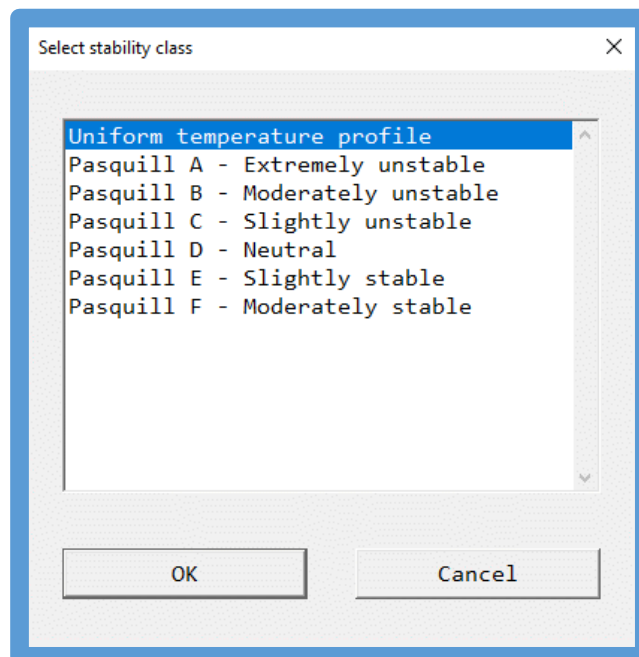 Select stability class
Uniform temperature profile
Pasquill A - Extremely unstable
Pasquill B - Moderately unstable
Pasquill C - Slightly unstable
Pasquill D - Neutral
Pasquill E - Slightly stable
Pasquill F - Moderately stable
OK Cancel